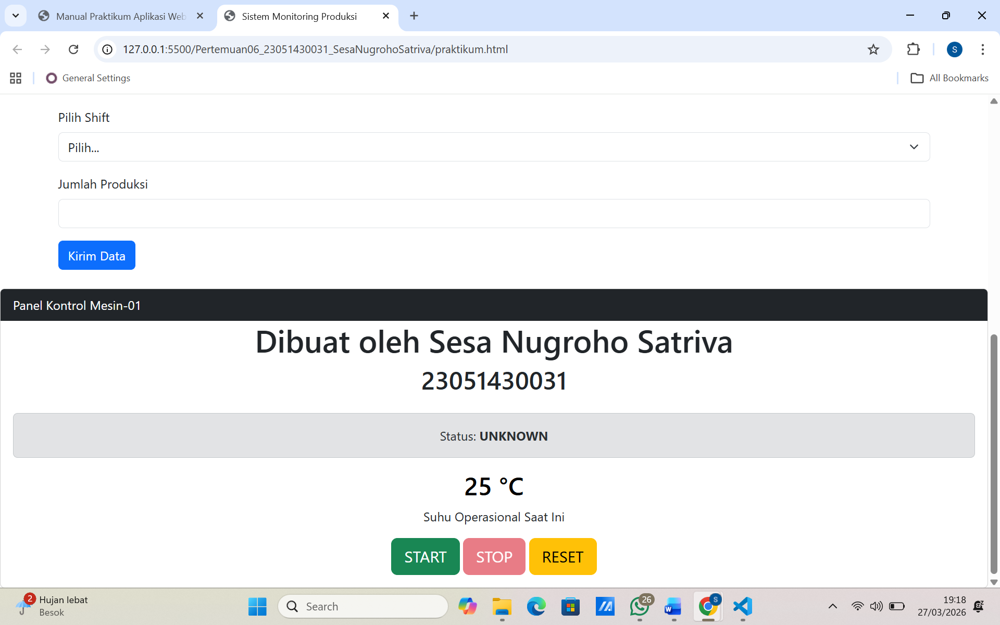 Manual Praktikum Aplikasi Web
Sistem Monitoring Produksi
127.0.0.1:5500/Pertemuan06_23051430031_SesaNugrohoSatriva/praktikum.html
S
General Settings
All Bookmarks
Pilih Shift
Pilih...
Jumlah Produksi
Kirim Data
Panel Kontrol Mesin-01
Dibuat oleh Sesa Nugroho Satriva
23051430031
Status: UNKNOWN
25 °C
Suhu Operasional Saat Ini
START STOP RESET
2
Hujan lebat
Besok
Search
26
W
S
19:18
27/03/2026